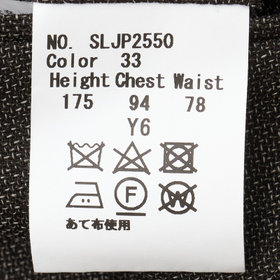 NO. SLJP2550
Color 33
Height Chest Waist
175 94 78
Y6
F W
あて布使用